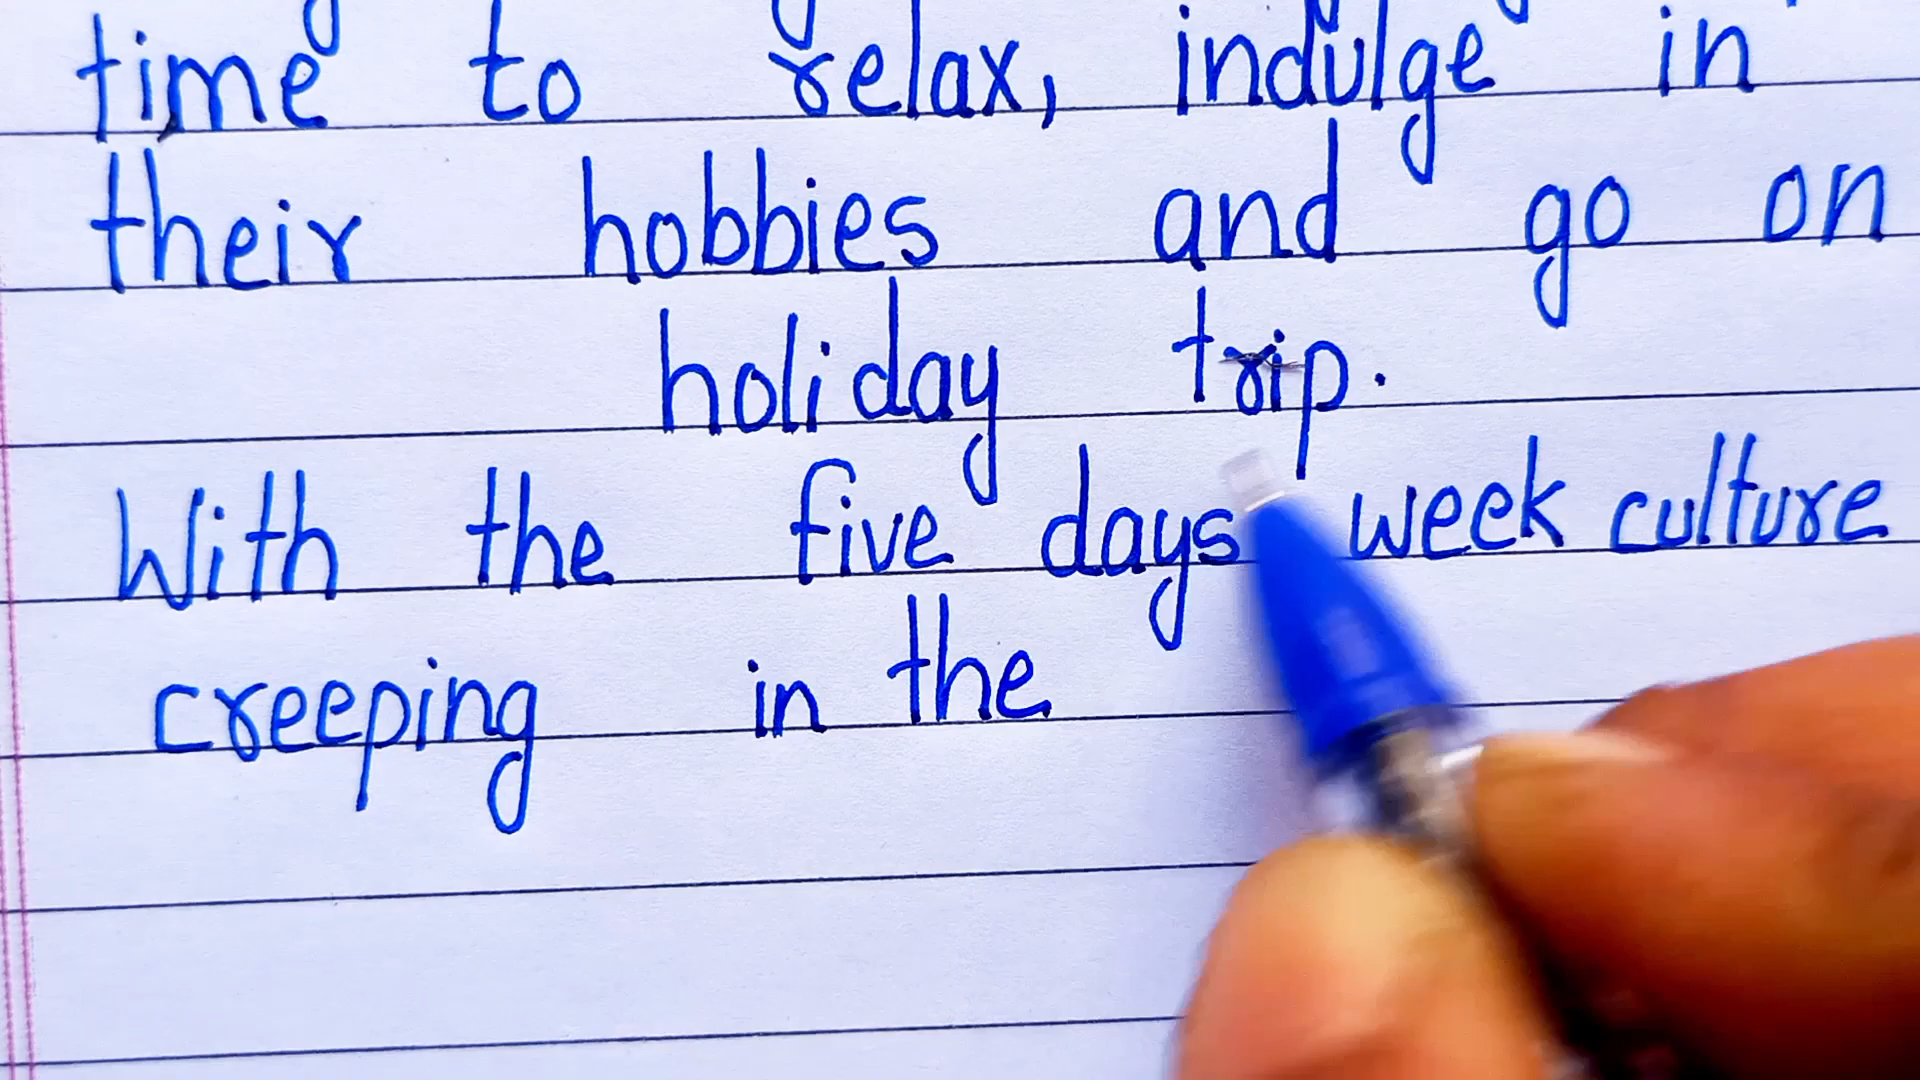 time to relax, indulge in
their hobbies and go on
holiday trip.
With the five days week culture
creeping in the